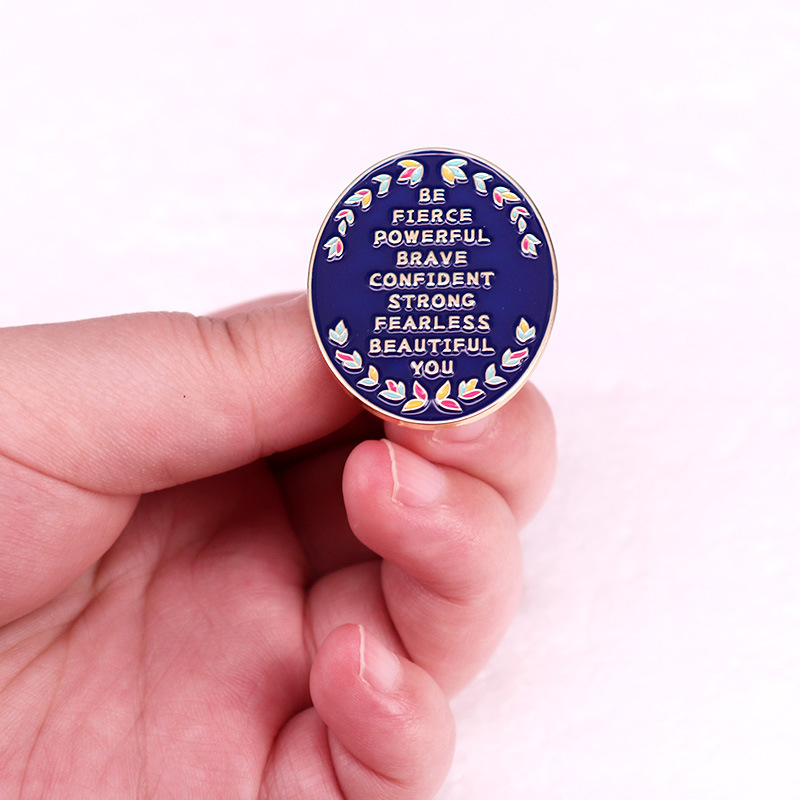 BE
FIERCE
POWERFUL
BRAVE
CONFIDENT
STRONG
FEARLESS
BEAUTIFUL
YOU